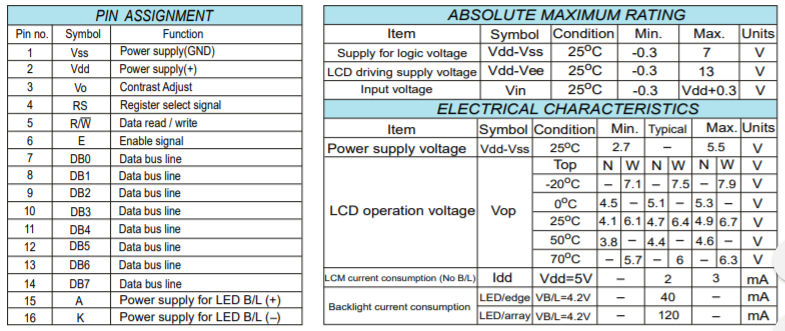 PIN ASSIGNMENT
Pin no. Symbol Function
1 Vss Power supply(GND)
2 Vdd Power supply(+)
3 Vo Contrast Adjust
4 RS Register select signal
5 R/W̅ Data read / write
6 E Enable signal
7 DB0 Data bus line
8 DB1 Data bus line
9 DB2 Data bus line
10 DB3 Data bus line
11 DB4 Data bus line
12 DB5 Data bus line
13 DB6 Data bus line
14 DB7 Data bus line
15 A Power supply for LED B/L (+)
16 K Power supply for LED B/L (–)
ABSOLUTE MAXIMUM RATING
Item Symbol Condition Min. Max. Units
Supply for logic voltage Vdd-Vss 25ºC -0.3 7 V
LCD driving supply voltage Vdd-Vee 25ºC -0.3 13 V
Input voltage Vin 25ºC -0.3 Vdd+0.3 V
ELECTRICAL CHARACTERISTICS
Item Symbol Condition Min. Typical Max. Units
Power supply voltage Vdd-Vss 25ºC 2.7 – 5.5 V
LCD operation voltage Vop Top N W N W N W V
-20ºC – 7.1 – 7.5 – 7.9 V
0ºC 4.5 – 5.1 – 5.3 – V
25ºC 4.1 6.1 4.7 6.4 4.9 6.7 V
50ºC 3.8 – 4.4 – 4.6 – V
70ºC – 5.7 – 6 – 6.3 V
LCM current consumption (No B/L) Idd Vdd=5V – 2 3 mA
Backlight current consumption LED/edge VB/L=4.2V – 40 – mA
LED/array VB/L=4.2V – 120 – mA